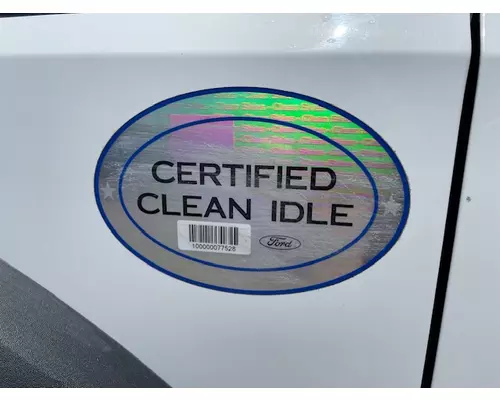 CERTIFIED
CLEAN IDLE
100000077528
Ford